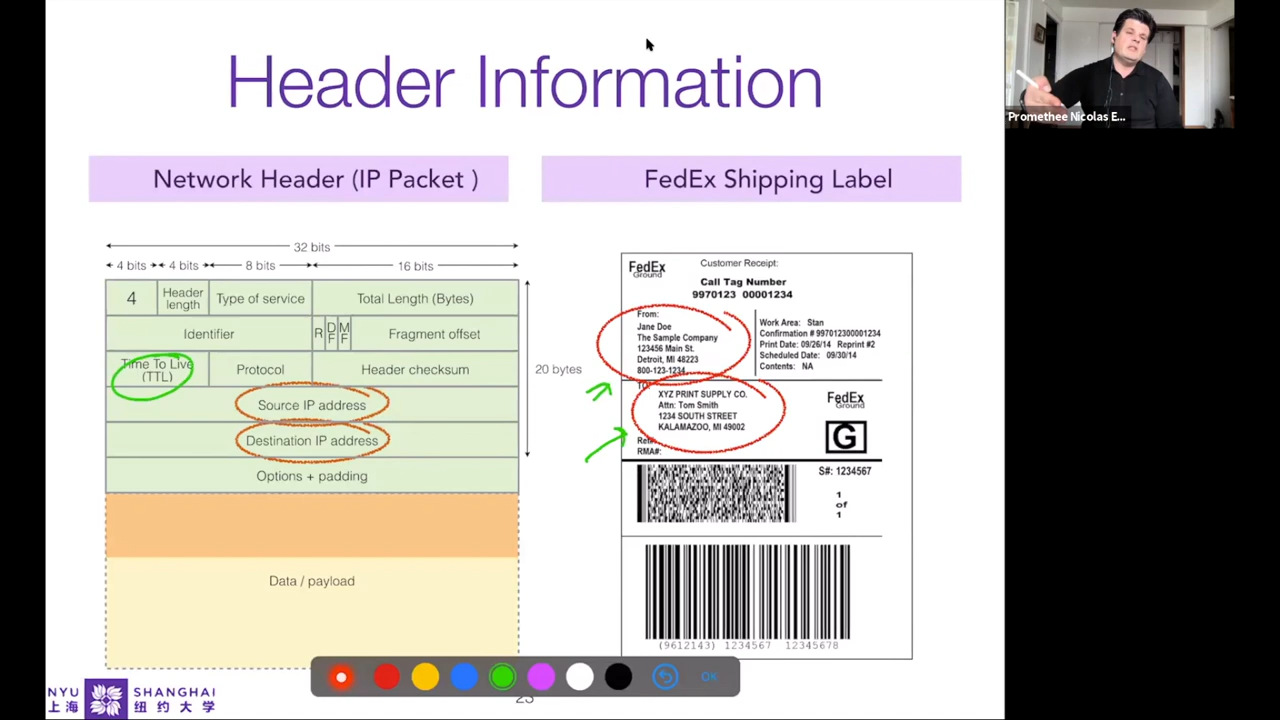 Header Information
Promethee Nicolas E...
Network Header (IP Packet )
FedEx Shipping Label
32 bits
4 bits 4 bits 8 bits 16 bits
4 Header length Type of service Total Length (Bytes)
Identifier R DF MF Fragment offset
Time To Live (TTL) Protocol Header checksum
20 bytes
Source IP address
Destination IP address
Options + padding
Data / payload
FedEx
Ground
Customer Receipt:
Call Tag Number
9970123 00001234
From:
Jane Doe
The Sample Company
123456 Main St.
Detroit, MI 48223
800-123-1234
Work Area: Stan
Confirmation # 997012300001234
Print Date: 09/26/14 Reprint #2
Scheduled Date: 09/30/14
Contents: NA
TO:
XYZ PRINT SUPPLY CO.
Attn: Tom Smith
1234 SOUTH STREET
KALAMAZOO, MI 49002
FedEx
Ground
G
Ref#:
RMA#:
S#: 1234567
1
of
1
(9612143) 1234567 12345678
OK
23
NYU SHANGHAI
上海 纽约大学